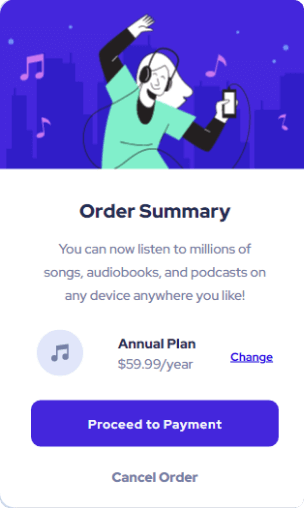 Order Summary
You can now listen to millions of
songs, audiobooks, and podcasts on
any device anywhere you like!
Annual Plan
$59.99/year
Change
Proceed to Payment
Cancel Order